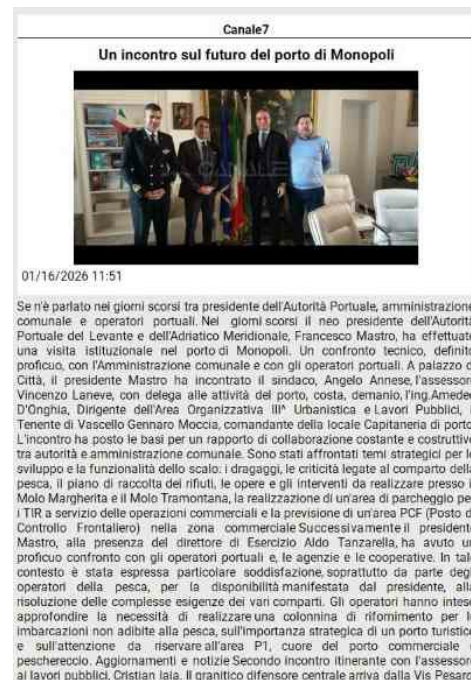 Canale7
Un incontro sul futuro del porto di Monopoli
01/16/2026 11:51
Se n'è parlato nei giorni scorsi tra presidente dell'Autorità Portuale, amministrazione
comunale e operatori portuali. Nei giorni scorsi il neo presidente dell'Autorità
Portuale del Levante e dell'Adriatico Meridionale, Francesco Mastro, ha effettuato
una visita istituzionale nel porto di Monopoli. Un confronto tecnico, definito
proficuo, con l'Amministrazione comunale e con gli operatori portuali. A palazzo di
Città, il presidente Mastro ha incontrato il sindaco, Angelo Annese, l'assessore
Vincenzo Laneve, con delega alle attività del porto, costa, demanio, l'ing.Amedeo
D'Onghia, Dirigente dell'Area Organizzativa III^ Urbanistica e Lavori Pubblici, il
Tenente di Vascello Gennaro Moccia, comandante della locale Capitaneria di porto.
L'incontro ha posto le basi per un rapporto di collaborazione costante e costruttivo
tra autorità e amministrazione comunale. Sono stati affrontati temi strategici per lo
sviluppo e la funzionalità dello scalo: i dragaggi, le criticità legate al comparto della
pesca, il piano di raccolta dei rifiuti, le opere e gli interventi da realizzare presso il
Molo Margherita e il Molo Tramontana, la realizzazione di un'area di parcheggio per
i TIR a servizio delle operazioni commerciali e la previsione di un'area PCF (Posto di
Controllo Frontaliero) nella zona commerciale Successivamente il presidente
Mastro, alla presenza del direttore di Esercizio Aldo Tanzarella, ha avuto un
proficuo confronto con gli operatori portuali e, le agenzie e le cooperative. In tale
contesto è stata espressa particolare soddisfazione, soprattutto da parte degli
operatori della pesca, per la disponibilità manifestata dal presidente, alla
risoluzione delle complesse esigenze dei vari comparti. Gli operatori hanno inteso
approfondire la necessità di realizzare una colonnina di rifornimento per le
imbarcazioni non adibite alla pesca, sull'importanza strategica di un porto turistico
e sull'attenzione da riservare all'area P1, cuore del porto commerciale e
peschereccio. Aggiornamenti e notizie Secondo incontro itinerante con l'assessore
ai lavori pubblici, Cristian Iaia. Il granitico difensore centrale arriva dalla Vis Pesaro